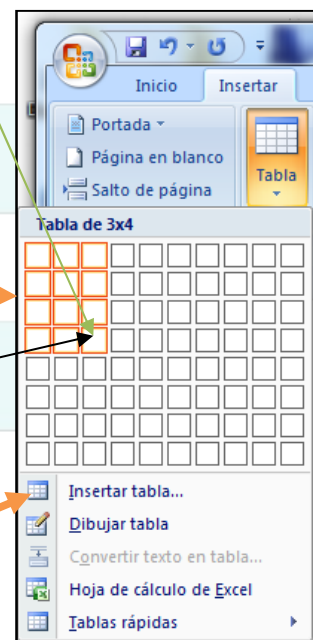 Inicio Insertar
Portada
Página en blanco
Salto de página
Tabla
Tabla de 3x4
Insertar tabla...
Dibujar tabla
Convertir texto en tabla...
Hoja de cálculo de Excel
Tablas rápidas